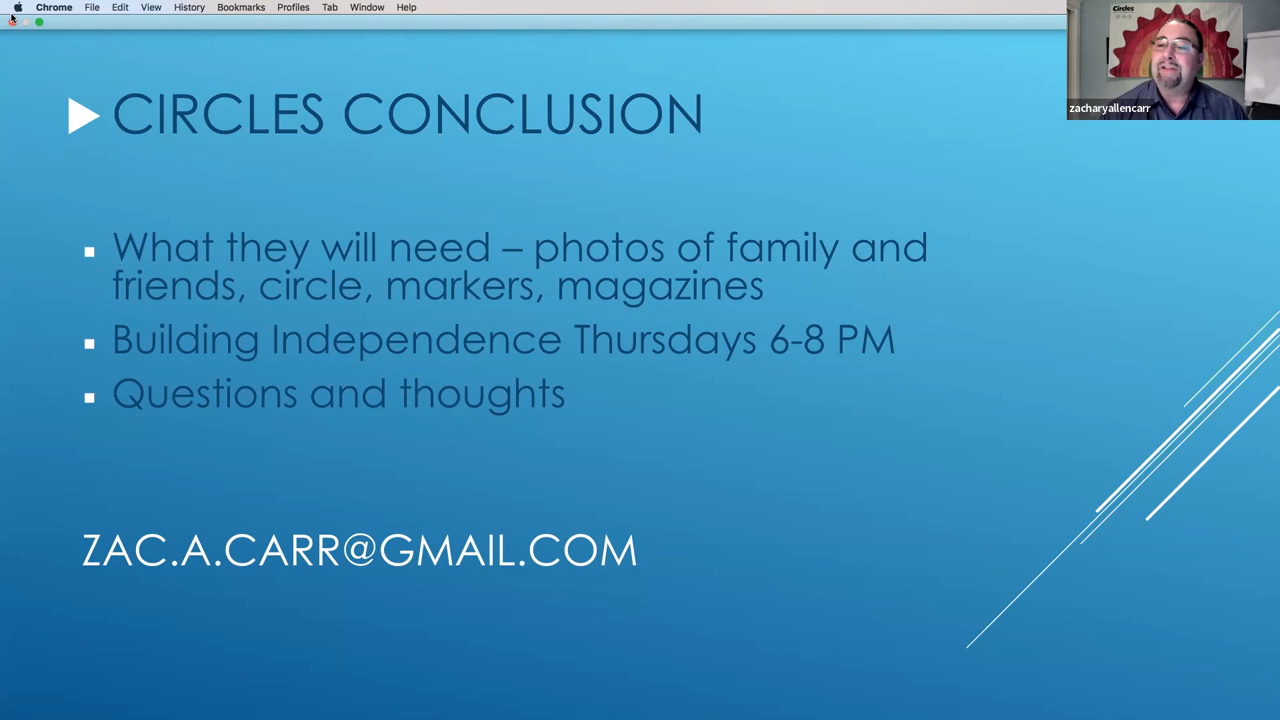 Chrome File Edit View History Bookmarks Profiles Tab Window Help
Circles
zacharyallencarr
CIRCLES CONCLUSION
What they will need – photos of family and
friends, circle, markers, magazines
Building Independence Thursdays 6-8 PM
Questions and thoughts
ZAC.A.CARR@GMAIL.COM